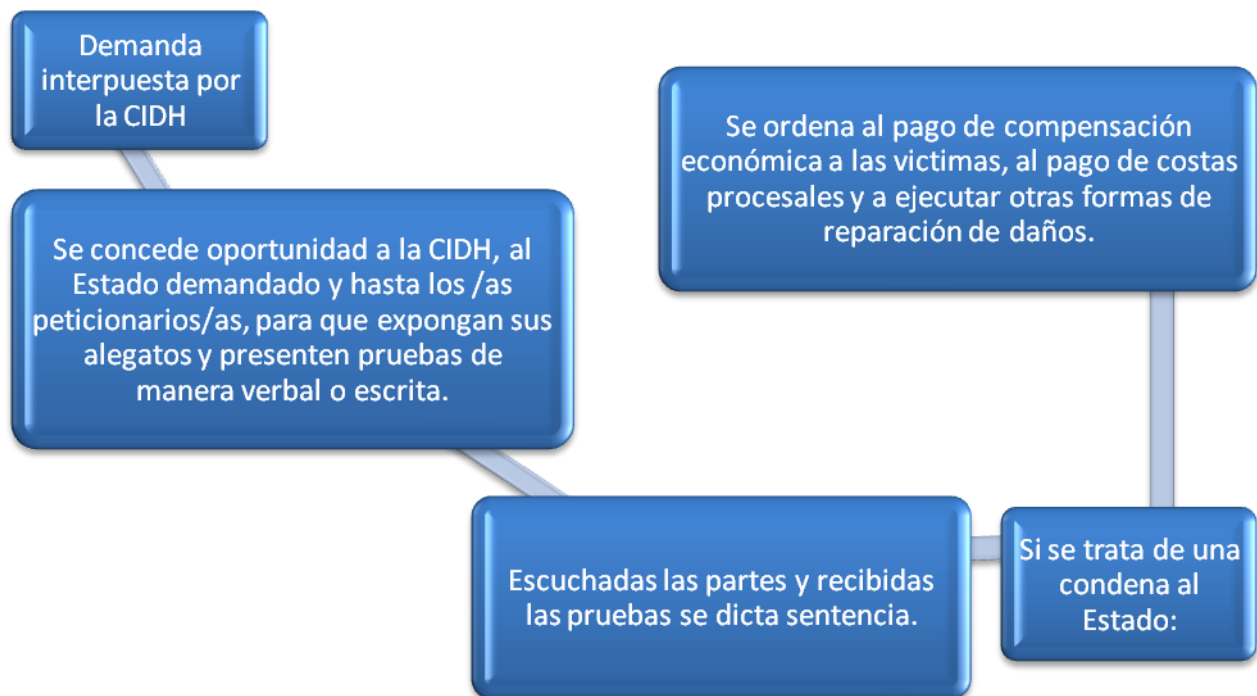 Demanda
interpuesta por
la CIDH
Se concede oportunidad a la CIDH, al
Estado demandado y hasta los /as
peticionarios/as, para que expongan sus
alegatos y presenten pruebas de
manera verbal o escrita.
Escuchadas las partes y recibidas
las pruebas se dicta sentencia.
Si se trata de una
condena al
Estado:
Se ordena al pago de compensación
económica a las victimas, al pago de costas
procesales y a ejecutar otras formas de
reparación de daños.